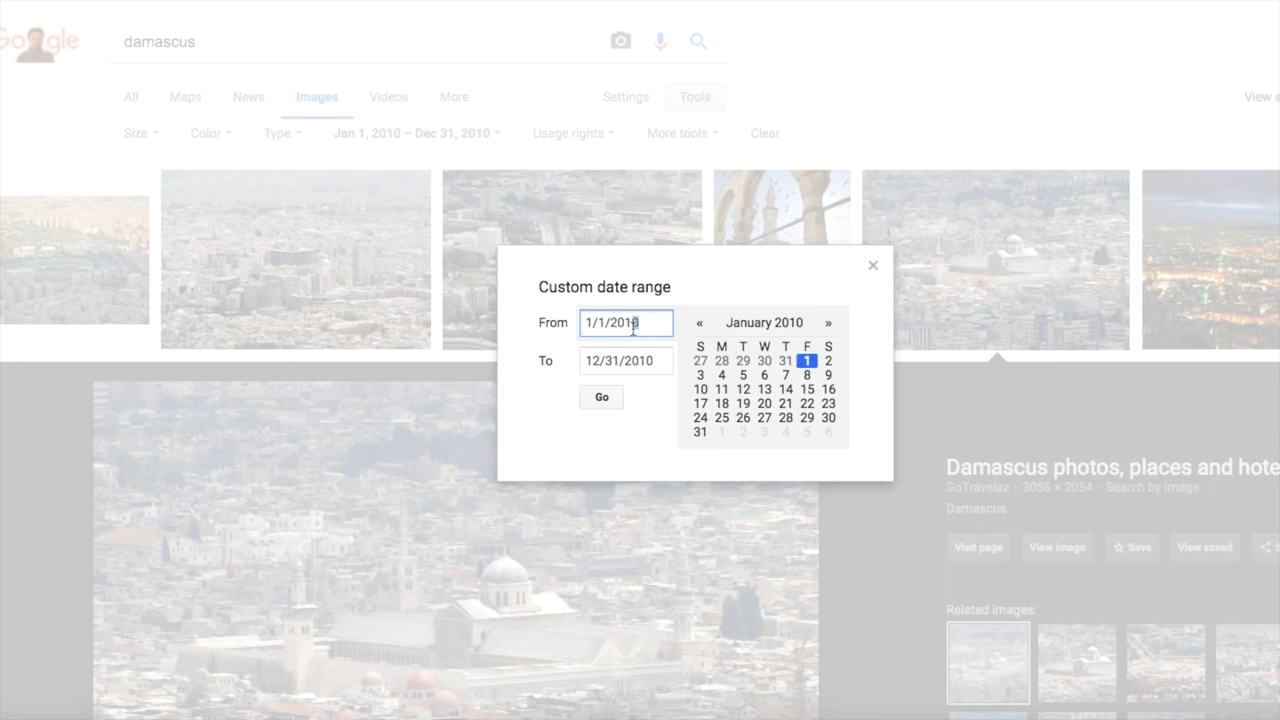 Google
damascus
All Maps News Images Videos More Settings Tools View s
Size Color Type Jan 1, 2010 – Dec 31, 2010 Usage rights More tools Clear
Custom date range
From 1/1/2010
To 12/31/2010
Go
« January 2010 »
S M T W T F S
27 28 29 30 31 1 2
3 4 5 6 7 8 9
10 11 12 13 14 15 16
17 18 19 20 21 22 23
24 25 26 27 28 29 30
31 1 2 3 4 5 6
Damascus photos, places and hote
GoTravelaz - 3056 × 2054 - Search by image
Damascus
Visit page View image Save View saved S
Related images: